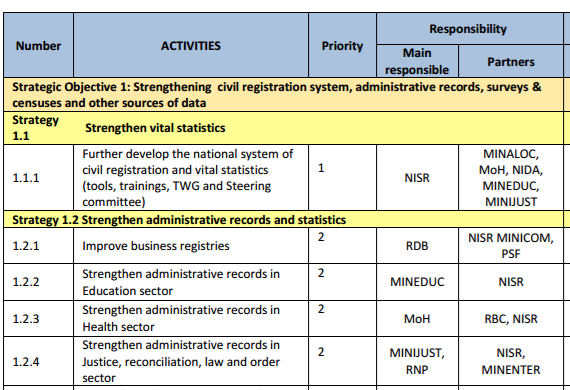 Number
ACTIVITIES
Priority
Responsibility
Main
responsible
Partners
Strategic Objective 1: Strengthening civil registration system, administrative records, surveys &
censuses and other sources of data
Strategy
1.1
Strengthen vital statistics
1.1.1
Further develop the national system of
civil registration and vital statistics
(tools, trainings, TWG and Steering
committee)
1
NISR
MINALOC,
MoH, NIDA,
MINEDUC,
MINIJUST
Strategy 1.2 Strengthen administrative records and statistics
1.2.1
Improve business registries
2
RDB
NISR MINICOM,
PSF
1.2.2
Strengthen administrative records in
Education sector
2
MINEDUC
NISR
1.2.3
Strengthen administrative records in
Health sector
2
MoH
RBC, NISR
1.2.4
Strengthen administrative records in
Justice, reconciliation, law and order
sector
2
MINIJUST,
RNP
NISR,
MINENTER